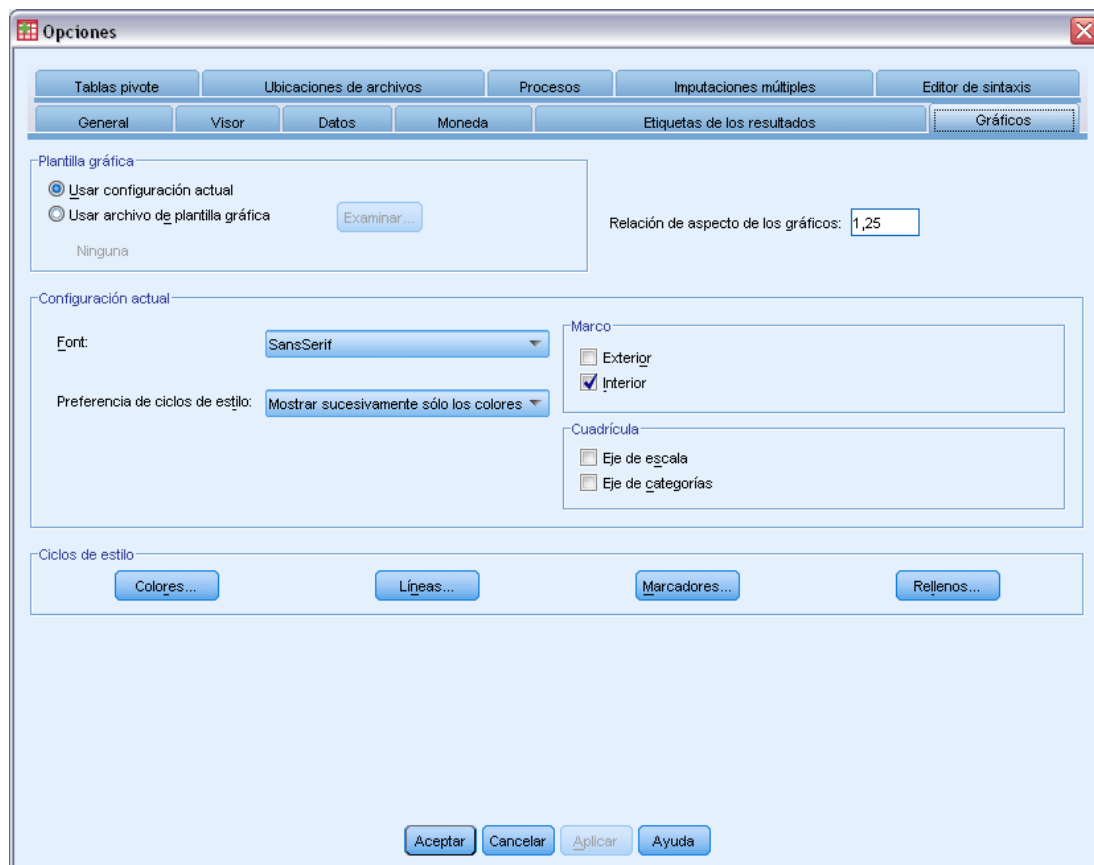 Opciones
Tablas pivote Ubicaciones de archivos Procesos Imputaciones múltiples Editor de sintaxis
General Visor Datos Moneda Etiquetas de los resultados Gráficos
Plantilla gráfica
Usar configuración actual
Usar archivo de plantilla gráfica Examinar...
Ninguna
Relación de aspecto de los gráficos: 1,25
Configuración actual
Font: SansSerif
Preferencia de ciclos de estilo: Mostrar sucesivamente sólo los colores
Marco
Exterior
Interior
Cuadrícula
Eje de escala
Eje de categorías
Ciclos de estilo
Colores... Líneas... Marcadores... Rellenos...
Aceptar Cancelar Aplicar Ayuda